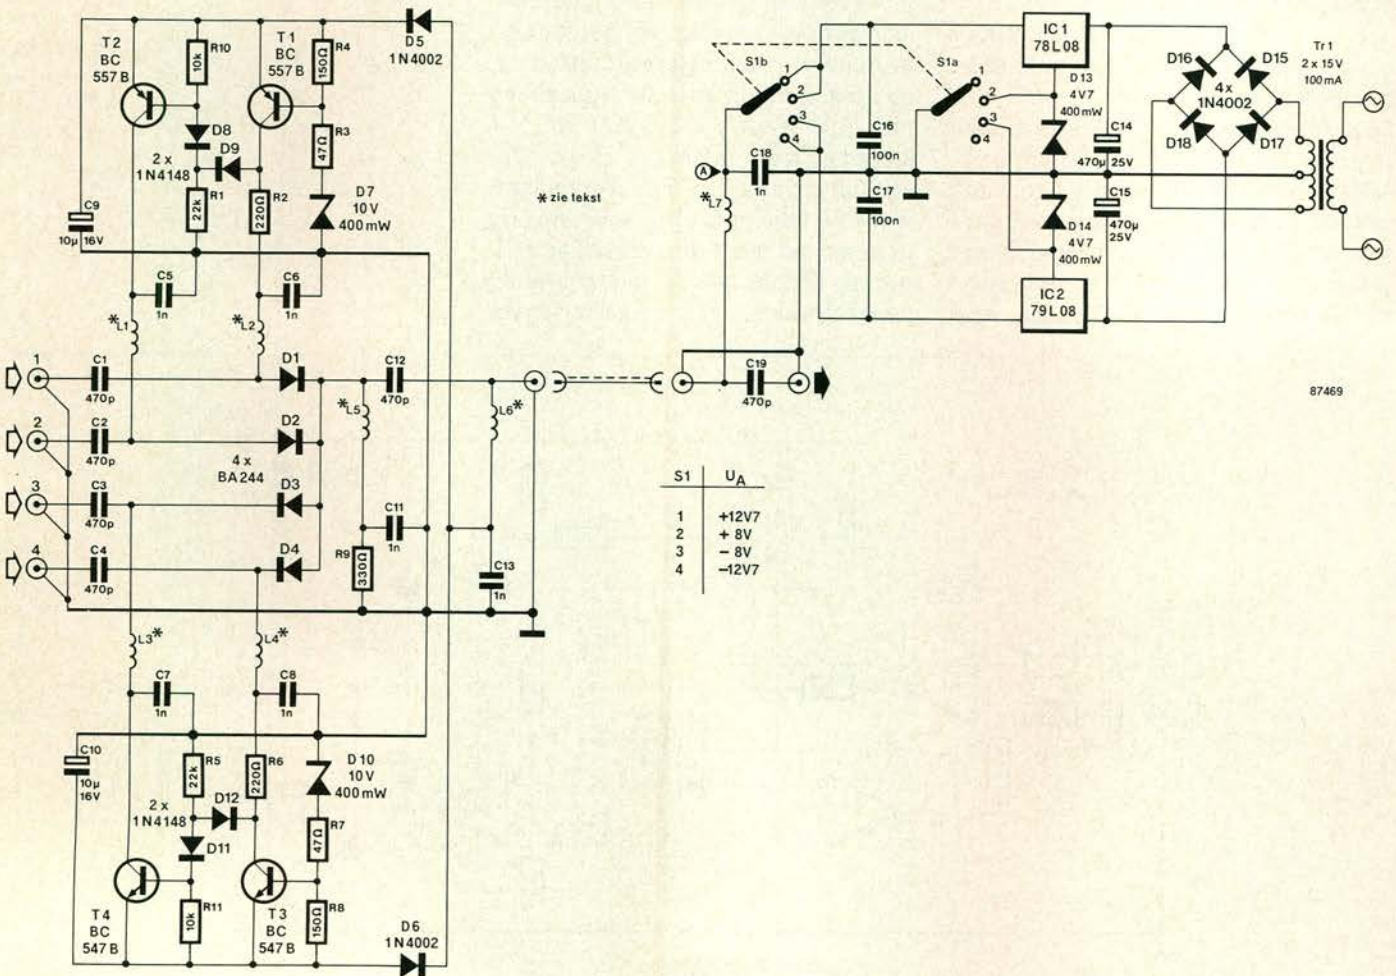 T2
BC
557 B
R10
10k
T1
BC
557 B
R4
150Ω
D5
1N4002
D8
D9
2 x
1N4148
R1
22k
R2
220Ω
R3
47Ω
D7
10V
400mW
C9
10µ
16V
C5
1n
C6
1n
*L1
*L2
1
C1
470p
D1
2
C2
470p
D2
4 x
BA244
3
C3
470p
D3
4
C4
470p
D4
C12
470p
*L5
L6*
C11
1n
R9
330Ω
C13
1n
L3*
L4*
C7
1n
C8
1n
C10
10µ
16V
R5
22k
R6
220Ω
D10
10V
400mW
2 x
1N4148
D12
D11
R7
47Ω
T4
BC
547 B
R11
10k
T3
BC
547 B
R8
150Ω
D6
1N4002
* zie tekst
S1b
1
2
3
4
S1a
1
2
3
4
IC1
78L08
D13
4V7
400mW
C16
100n
C17
100n
A
C18
1n
*L7
C19
470p
D14
4V7
400mW
IC2
79L08
C14
470µ
25V
C15
470µ
25V
D16
D15
4x
1N4002
D18
D17
Tr1
2 x 15V
100mA
87469
S1 UA
1 +12V7
2 + 8V
3 − 8V
4 −12V7